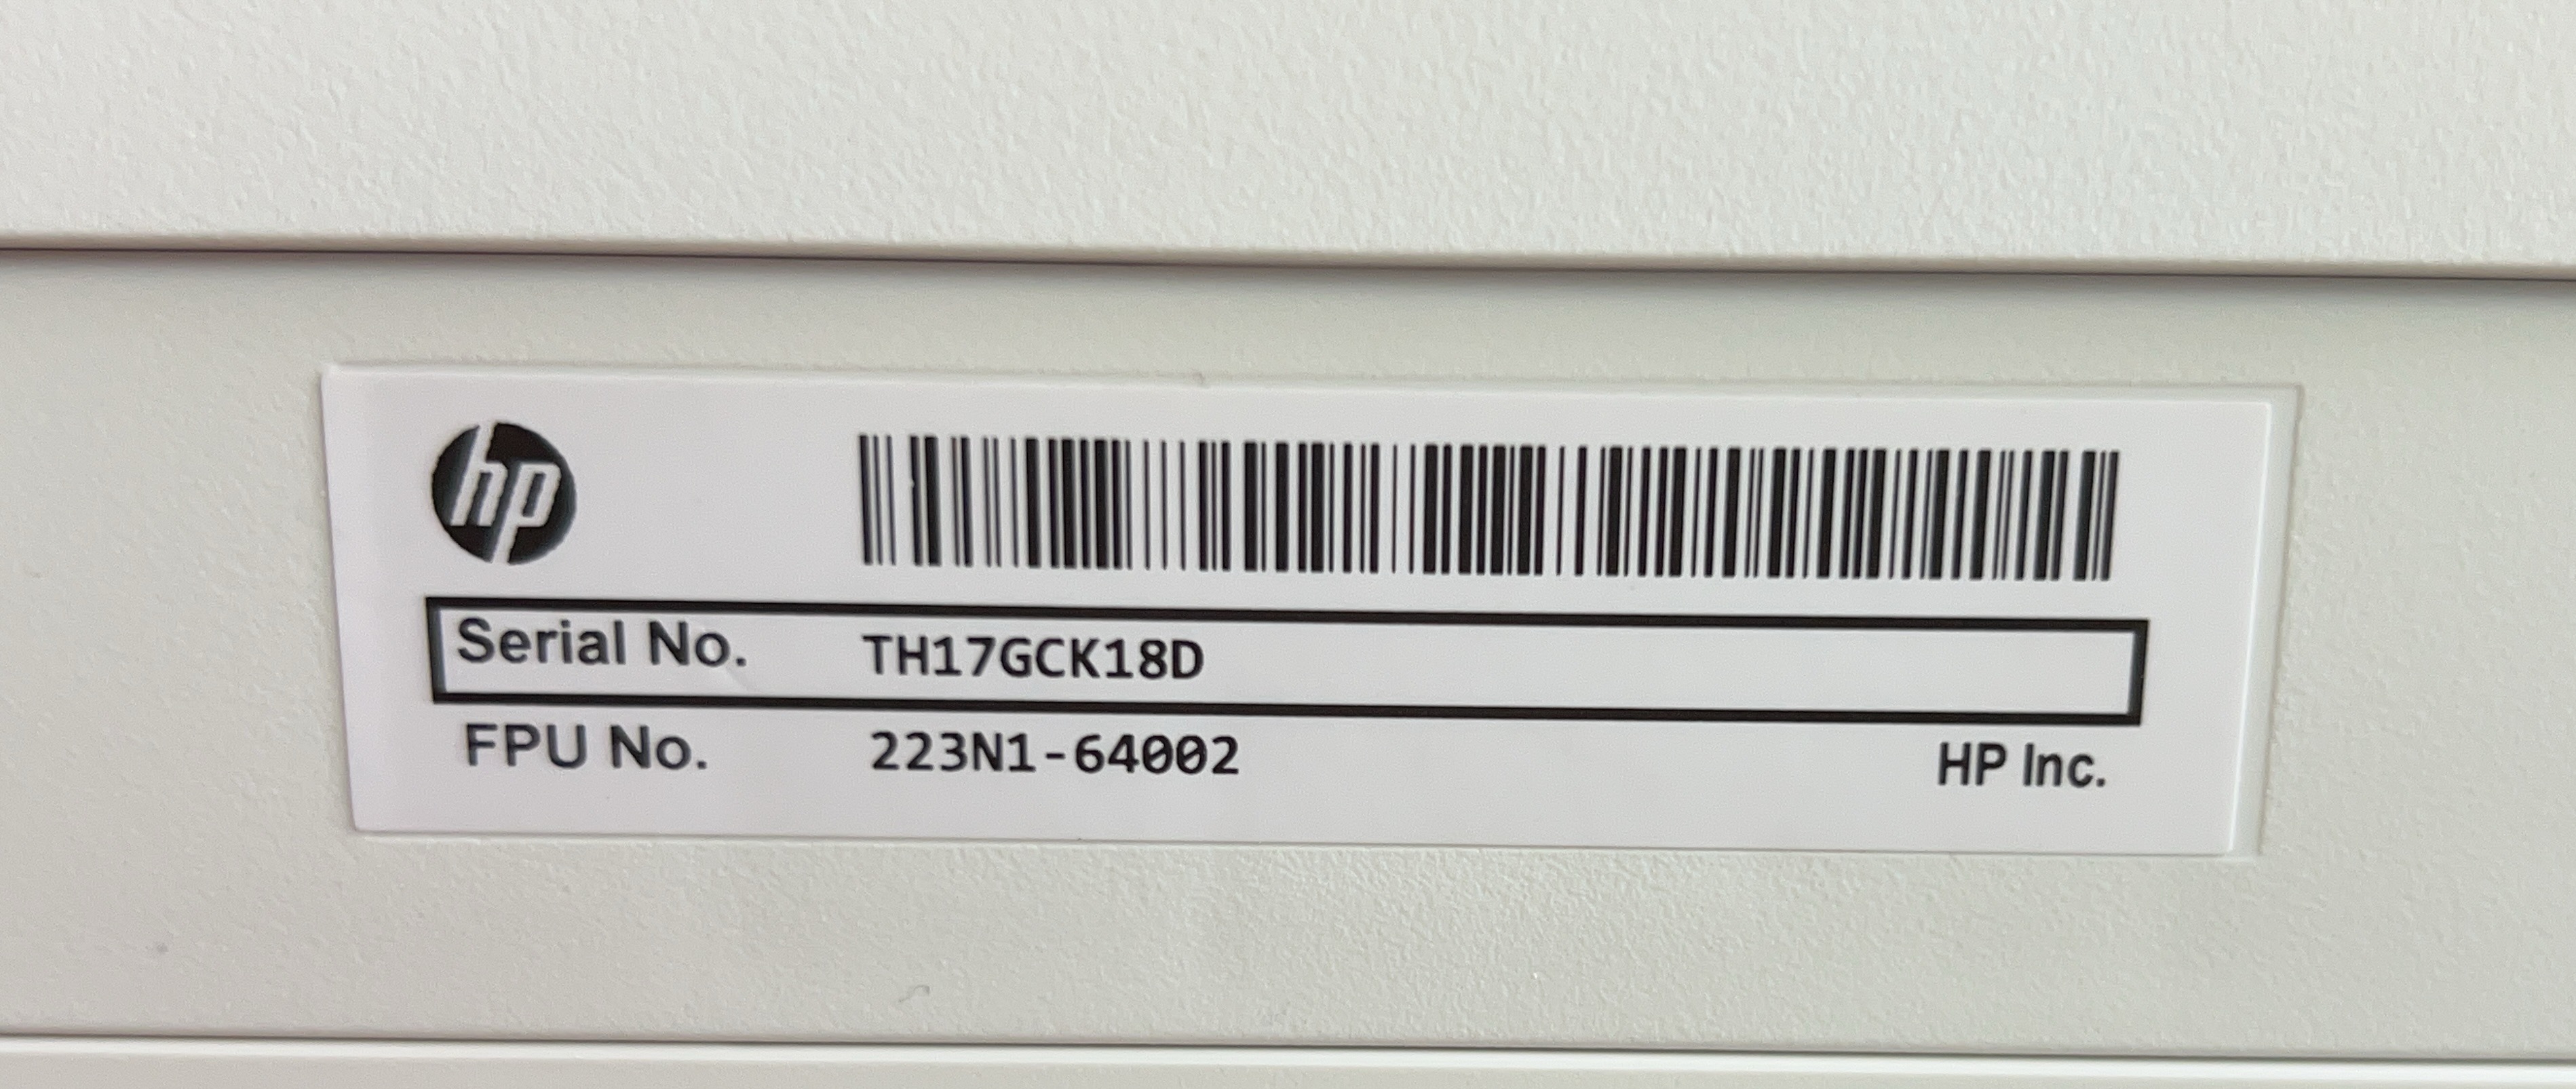 hp
Serial No. TH17GCK18D
FPU No. 223N1-64002 HP Inc.